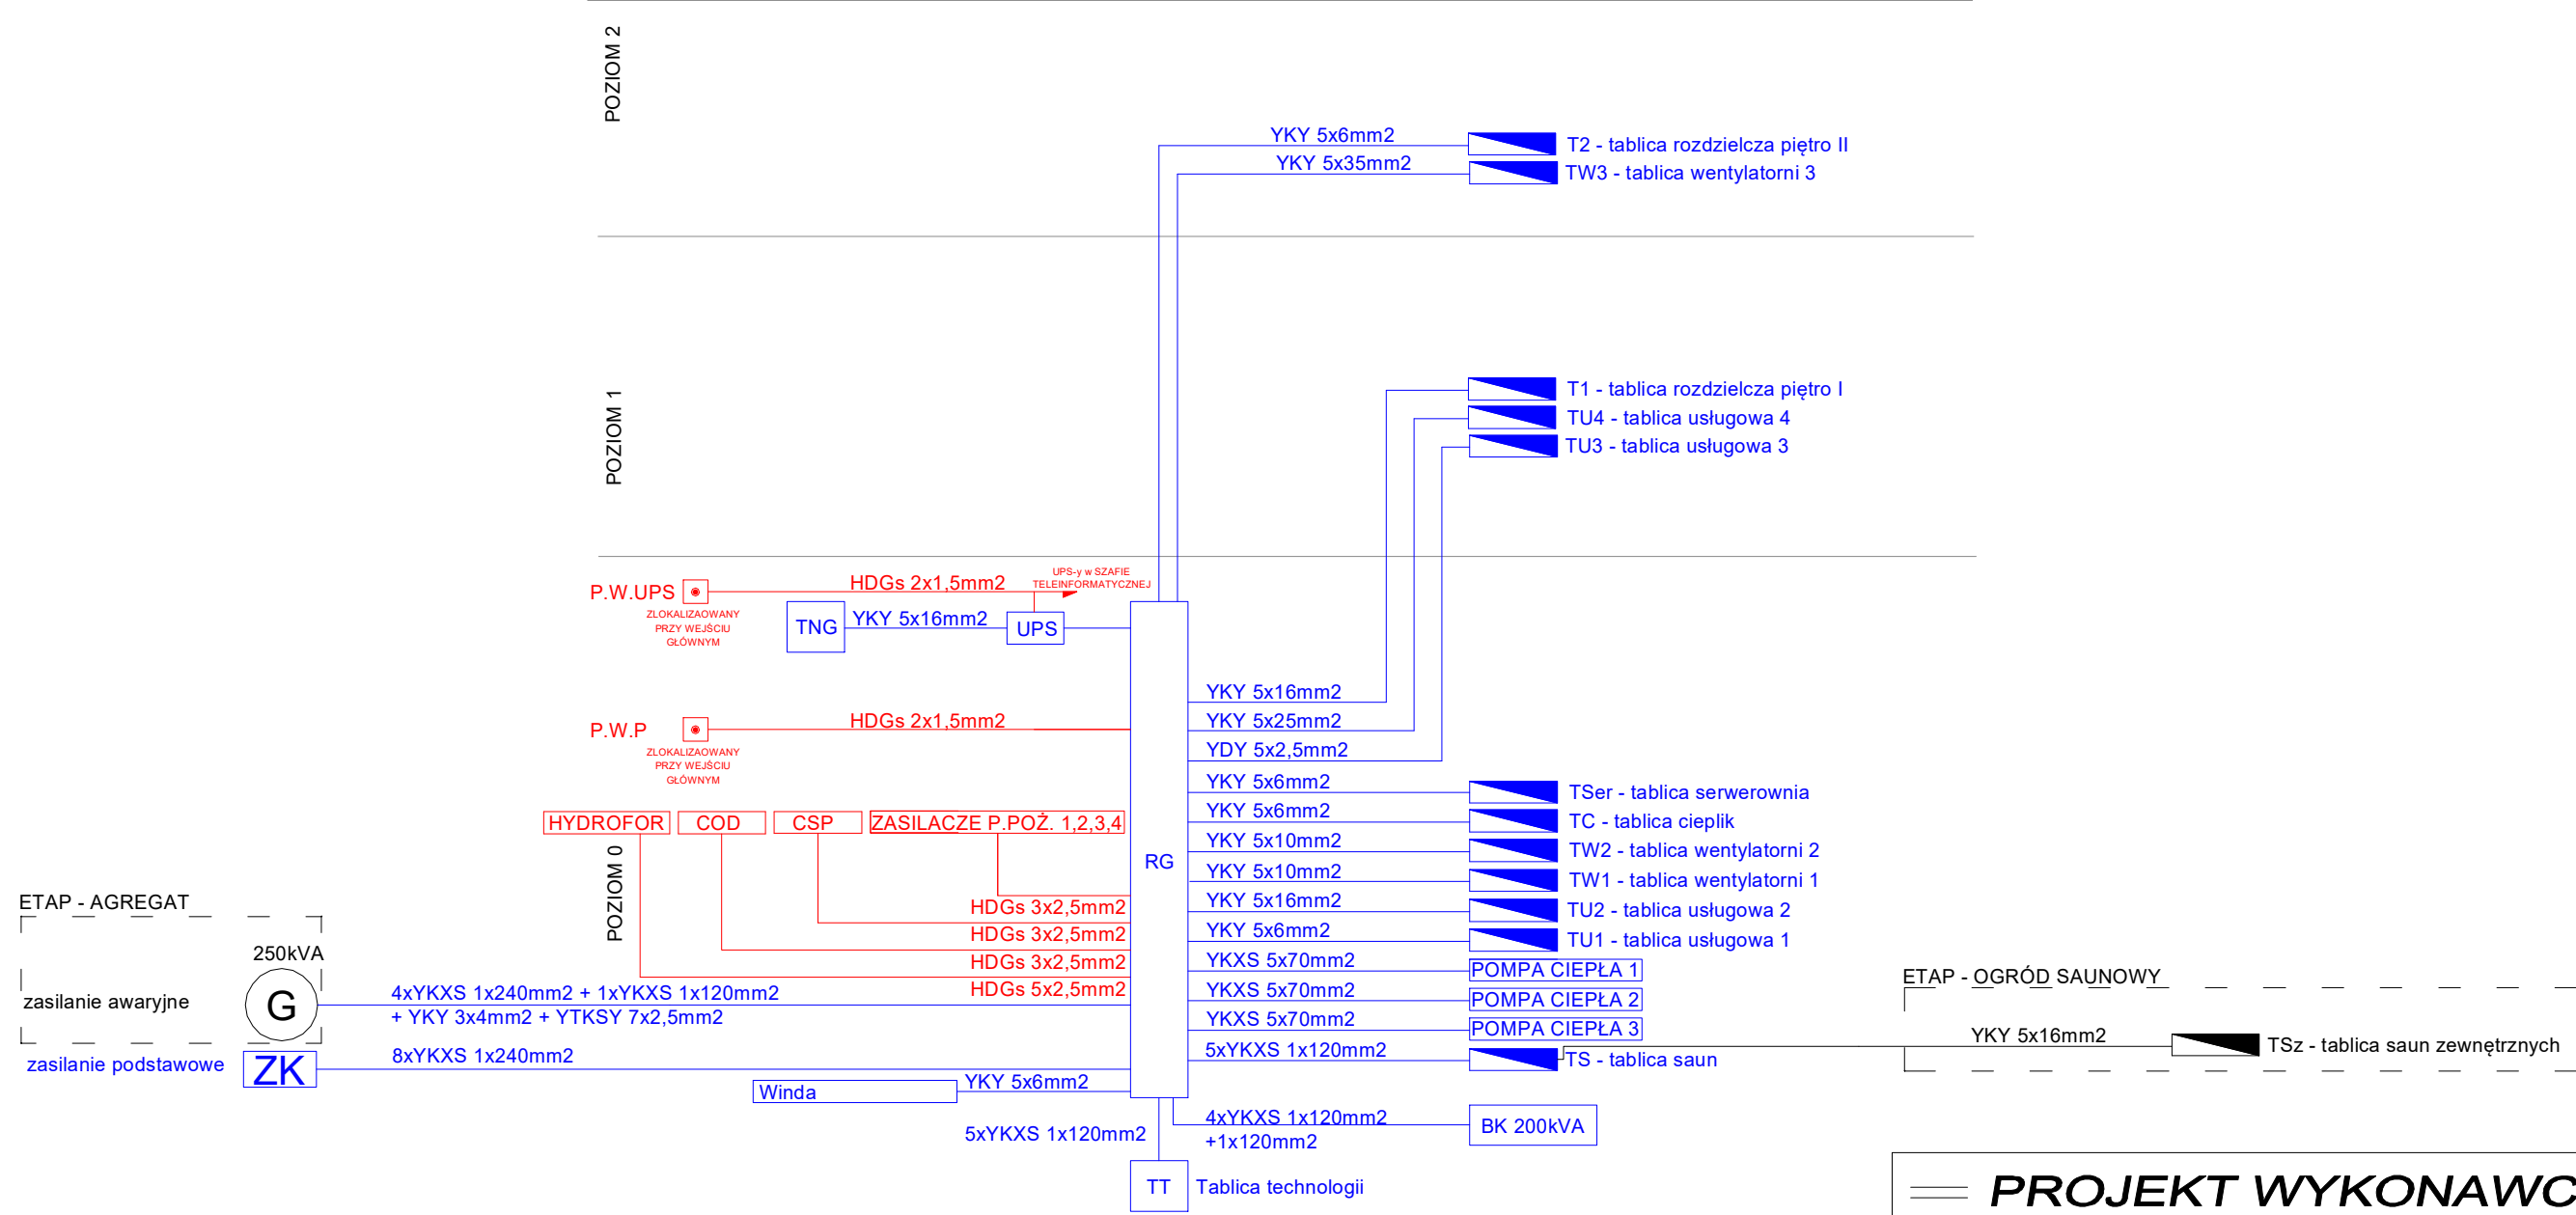 POZIOM 2
YKY 5x6mm2
T2 - tablica rozdzielcza piętro II
YKY 5x35mm2
TW3 - tablica wentylatorni 3
POZIOM 1
T1 - tablica rozdzielcza piętro I
TU4 - tablica usługowa 4
TU3 - tablica usługowa 3
P.W.UPS
HDGs 2x1,5mm2
UPS-y w SZAFIE
TELEINFORMATYCZNEJ
ZLOKALIZAOWANY
PRZY WEJŚCIU
GŁÓWNYM
TNG
YKY 5x16mm2
UPS
P.W.P
HDGs 2x1,5mm2
ZLOKALIZAOWANY
PRZY WEJŚCIU
GŁÓWNYM
YKY 5x16mm2
YKY 5x25mm2
YDY 5x2,5mm2
HYDROFOR
COD
CSP
ZASILACZE P.POŻ. 1,2,3,4
POZIOM 0
RG
YKY 5x6mm2
TSer - tablica serwerownia
YKY 5x6mm2
TC - tablica cieplik
YKY 5x10mm2
TW2 - tablica wentylatorni 2
YKY 5x10mm2
TW1 - tablica wentylatorni 1
YKY 5x16mm2
TU2 - tablica usługowa 2
YKY 5x6mm2
TU1 - tablica usługowa 1
YKXS 5x70mm2
POMPA CIEPŁA 1
YKXS 5x70mm2
POMPA CIEPŁA 2
YKXS 5x70mm2
POMPA CIEPŁA 3
5xYKXS 1x120mm2
TS - tablica saun
HDGs 3x2,5mm2
HDGs 3x2,5mm2
HDGs 3x2,5mm2
HDGs 5x2,5mm2
ETAP - AGREGAT
250kVA
zasilanie awaryjne
G
4xYKXS 1x240mm2 + 1xYKXS 1x120mm2
+ YKY 3x4mm2 + YTKSY 7x2,5mm2
zasilanie podstawowe
ZK
8xYKXS 1x240mm2
Winda
YKY 5x6mm2
ETAP - OGRÓD SAUNOWY
YKY 5x16mm2
TSz - tablica saun zewnętrznych
4xYKXS 1x120mm2
+1x120mm2
BK 200kVA
5xYKXS 1x120mm2
TT
Tablica technologii
PROJEKT WYKONAWC